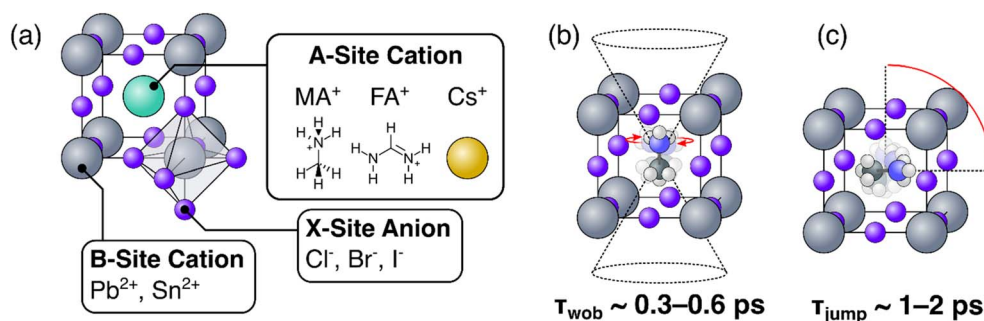 (a)
A-Site Cation
MA⁺ FA⁺ Cs⁺
H H
H N H
+
H C H
H
H
H₂N C N⁺ H
H H
B-Site Cation
Pb²⁺, Sn²⁺
X-Site Anion
Cl⁻, Br⁻, I⁻
(b)
τwob ~ 0.3–0.6 ps
(c)
τjump ~ 1–2 ps